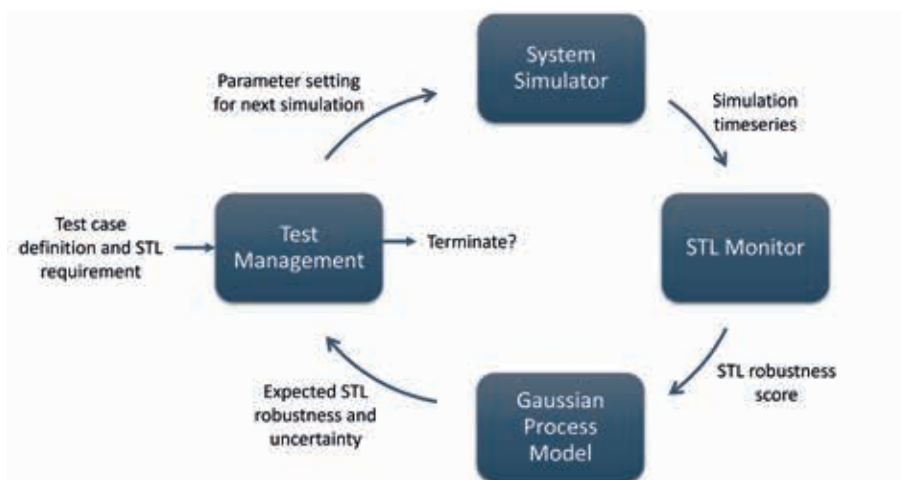 System
Simulator
Parameter setting
for next simulation
Simulation
timeseries
Test case
definition and STL
requirement
Test
Management
Terminate?
STL Monitor
STL robustness
score
Gaussian
Process
Model
Expected STL
robustness and
uncertainty